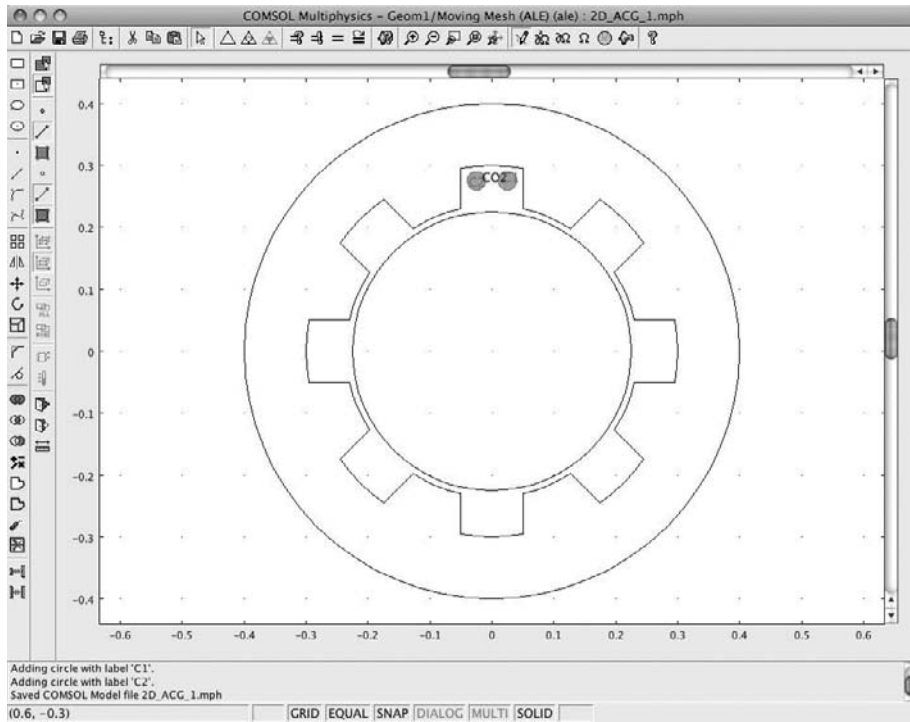 COMSOL Multiphysics – Geom1/Moving Mesh (ALE) (ale) : 2D_ACG_1.mph
0.4
0.3
CO2
0.2
0.1
0
-0.1
-0.2
-0.3
-0.4
-0.6 -0.5 -0.4 -0.3 -0.2 -0.1 0 0.1 0.2 0.3 0.4 0.5 0.6
Adding circle with label 'C1'.
Adding circle with label 'C2'.
Saved COMSOL Model file 2D_ACG_1.mph
(0.6, -0.3) GRID EQUAL SNAP DIALOG MULTI SOLID